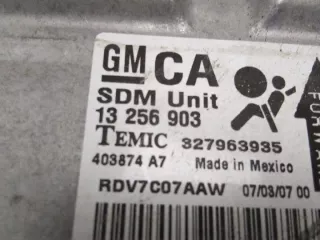 GM CA
SDM Unit
13 256 903
TEMIC 327963935
403874 A7 Made in Mexico
RDV7C07AAW 07/03/07 00